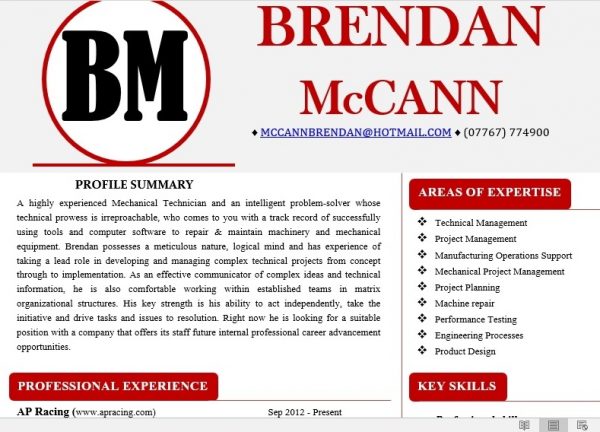 BM
BRENDAN
McCANN
♦ MCCANNBRENDAN@HOTMAIL.COM ♦ (07767) 774900
PROFILE SUMMARY
A highly experienced Mechanical Technician and an intelligent problem-solver whose
technical prowess is irreproachable, who comes to you with a track record of successfully
using tools and computer software to repair & maintain machinery and mechanical
equipment. Brendan possesses a meticulous nature, logical mind and has experience of
taking a lead role in developing and managing complex technical projects from concept
through to implementation. As an effective communicator of complex ideas and technical
information, he is also comfortable working within established teams in matrix
organizational structures. His key strength is his ability to act independently, take the
initiative and drive tasks and issues to resolution. Right now he is looking for a suitable
position with a company that offers its staff future internal professional career advancement
opportunities.
PROFESSIONAL EXPERIENCE
AP Racing (www.apracing.com) Sep 2012 - Present
AREAS OF EXPERTISE
❖ Technical Management
❖ Project Management
❖ Manufacturing Operations Support
❖ Mechanical Project Management
❖ Project Planning
❖ Machine repair
❖ Performance Testing
❖ Engineering Processes
❖ Product Design
KEY SKILLS